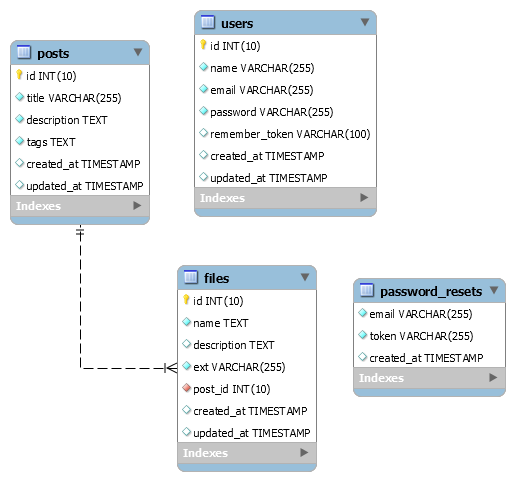 posts
id INT(10)
title VARCHAR(255)
description TEXT
tags TEXT
created_at TIMESTAMP
updated_at TIMESTAMP
Indexes
users
id INT(10)
name VARCHAR(255)
email VARCHAR(255)
password VARCHAR(255)
remember_token VARCHAR(100)
created_at TIMESTAMP
updated_at TIMESTAMP
Indexes
files
id INT(10)
name TEXT
description TEXT
ext VARCHAR(255)
post_id INT(10)
created_at TIMESTAMP
updated_at TIMESTAMP
Indexes
password_resets
email VARCHAR(255)
token VARCHAR(255)
created_at TIMESTAMP
Indexes